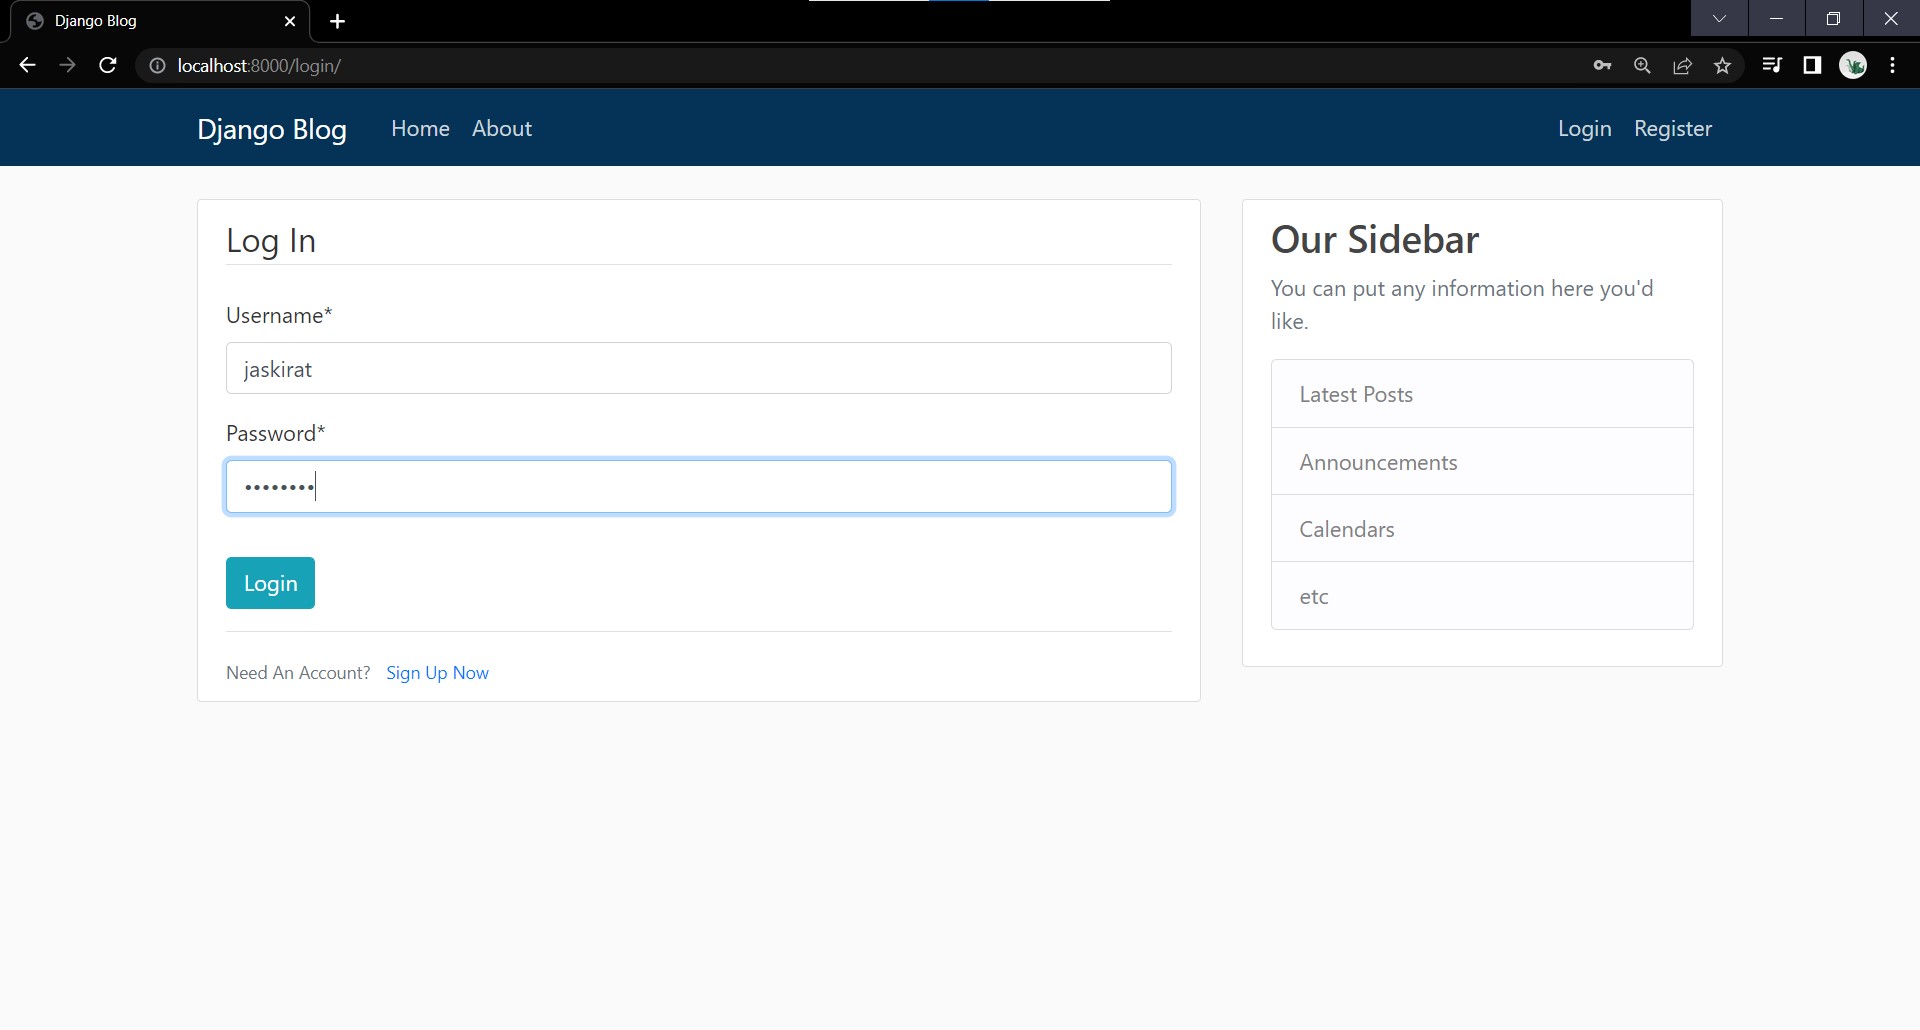 Django Blog
localhost:8000/login/
Django Blog Home About Login Register
Log In
Username*
jaskirat
Password*
••••••••
Login
Need An Account? Sign Up Now
Our Sidebar
You can put any information here you'd
like.
Latest Posts
Announcements
Calendars
etc